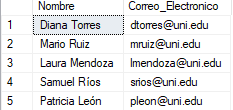 Nombre Correo_Electronico
1 Diana Torres dtorres@uni.edu
2 Mario Ruiz mruiz@uni.edu
3 Laura Mendoza lmendoza@uni.edu
4 Samuel Ríos srios@uni.edu
5 Patricia León pleon@uni.edu